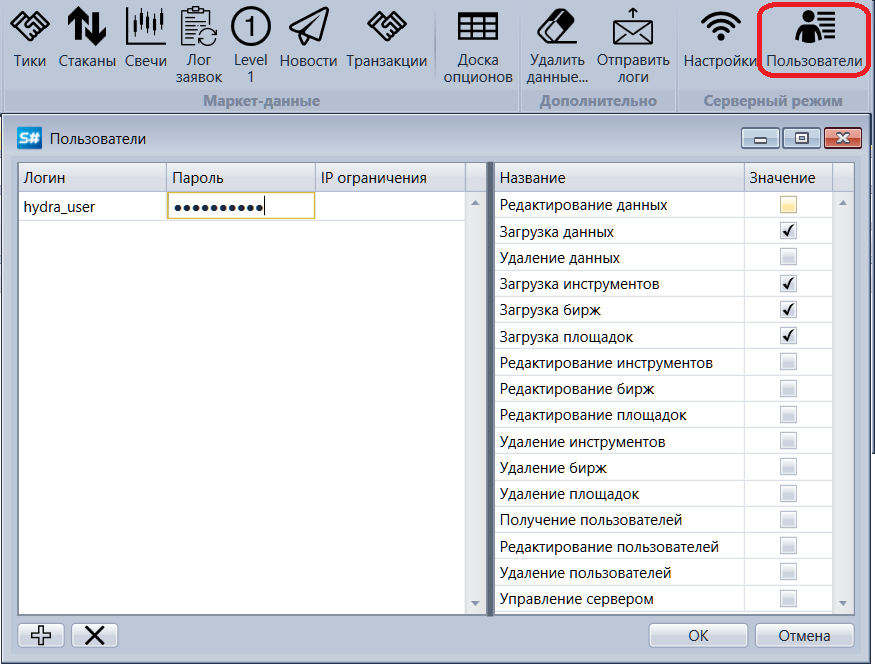 Тики Стаканы Свечи Лог заявок Level 1 Новости Транзакции Доска опционов Удалить данные... Отправить логи Настройки Пользователи
Маркет-данные Дополнительно Серверный режим
S# Пользователи
Логин Пароль IP ограничения Название Значение
hydra_user ●●●●●●●●●● Редактирование данных
Загрузка данных
Удаление данных
Загрузка инструментов
Загрузка бирж
Загрузка площадок
Редактирование инструментов
Редактирование бирж
Редактирование площадок
Удаление инструментов
Удаление бирж
Удаление площадок
Получение пользователей
Редактирование пользователей
Удаление пользователей
Управление сервером
OK Отмена